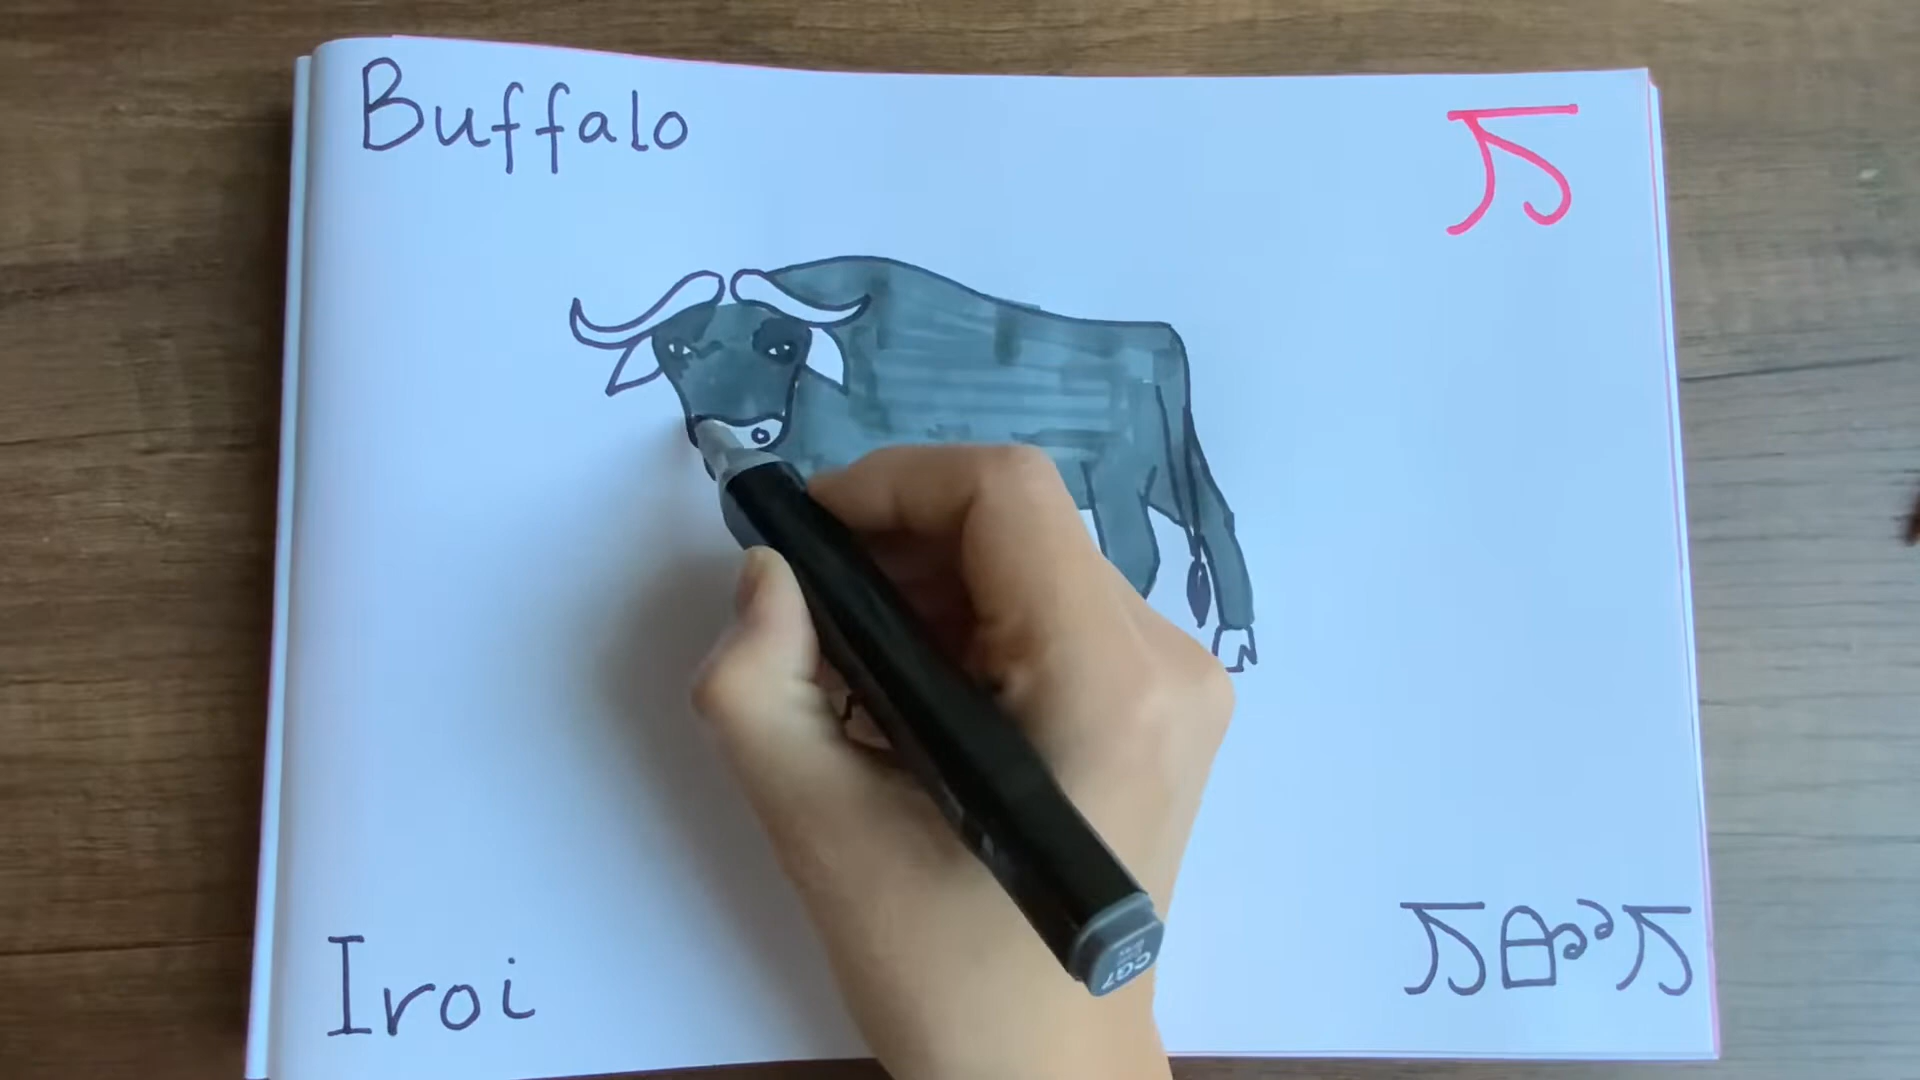 Buffalo
ꯏ
CG7
Iroi
ꯏꯔꯣꯏ